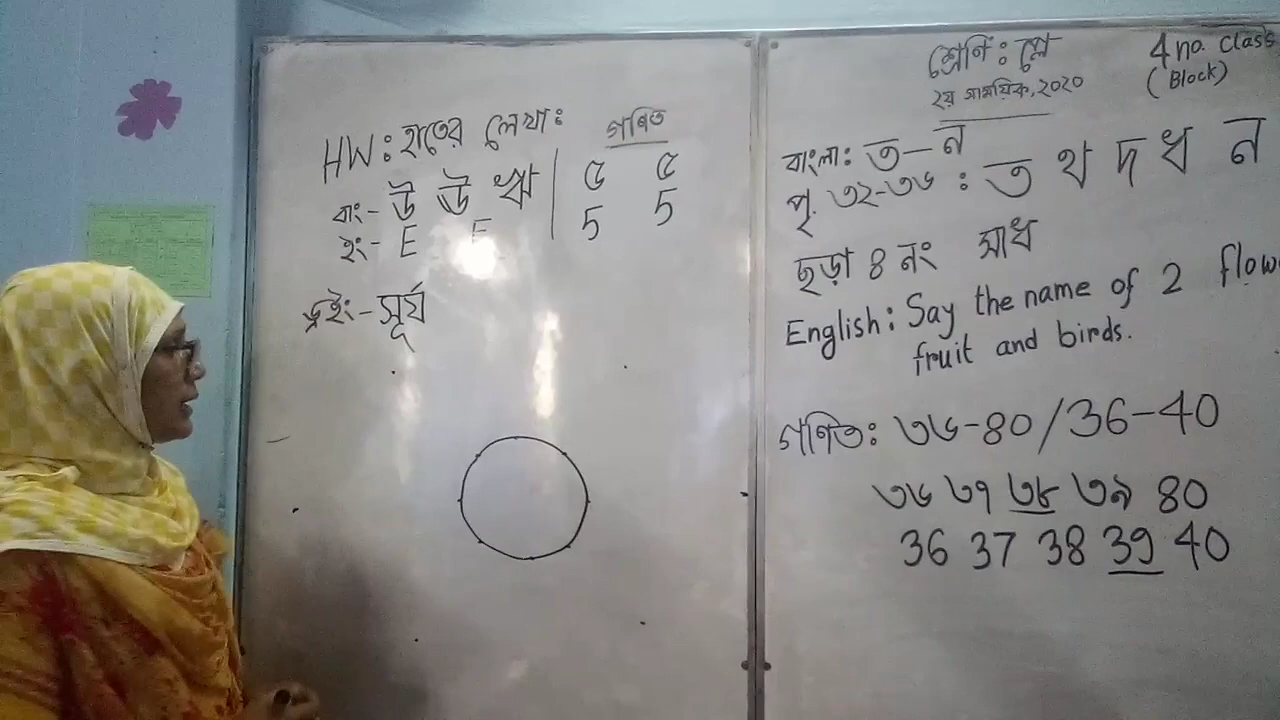 HW: হাতের লেখাঃ গণিত
বাং- উ ঊ ঋ ৫ ৫
ইং- E E 5 5
ড্রইং- সূর্য
শ্রেণি: প্লে 4 no. class
২য় সাময়িক, ২০২০ (Block)
বাংলা: ত—ন
পৃ. ৩২-৩৬ : ত থ দ ধ ন
ছড়া ৪ নং সাধ
English: Say the name of 2 flow
fruit and birds.
গণিত: ৩৬-৪০/36-40
৩৬ ৩৭ ৩৮ ৩৯ ৪০
36 37 38 39 40